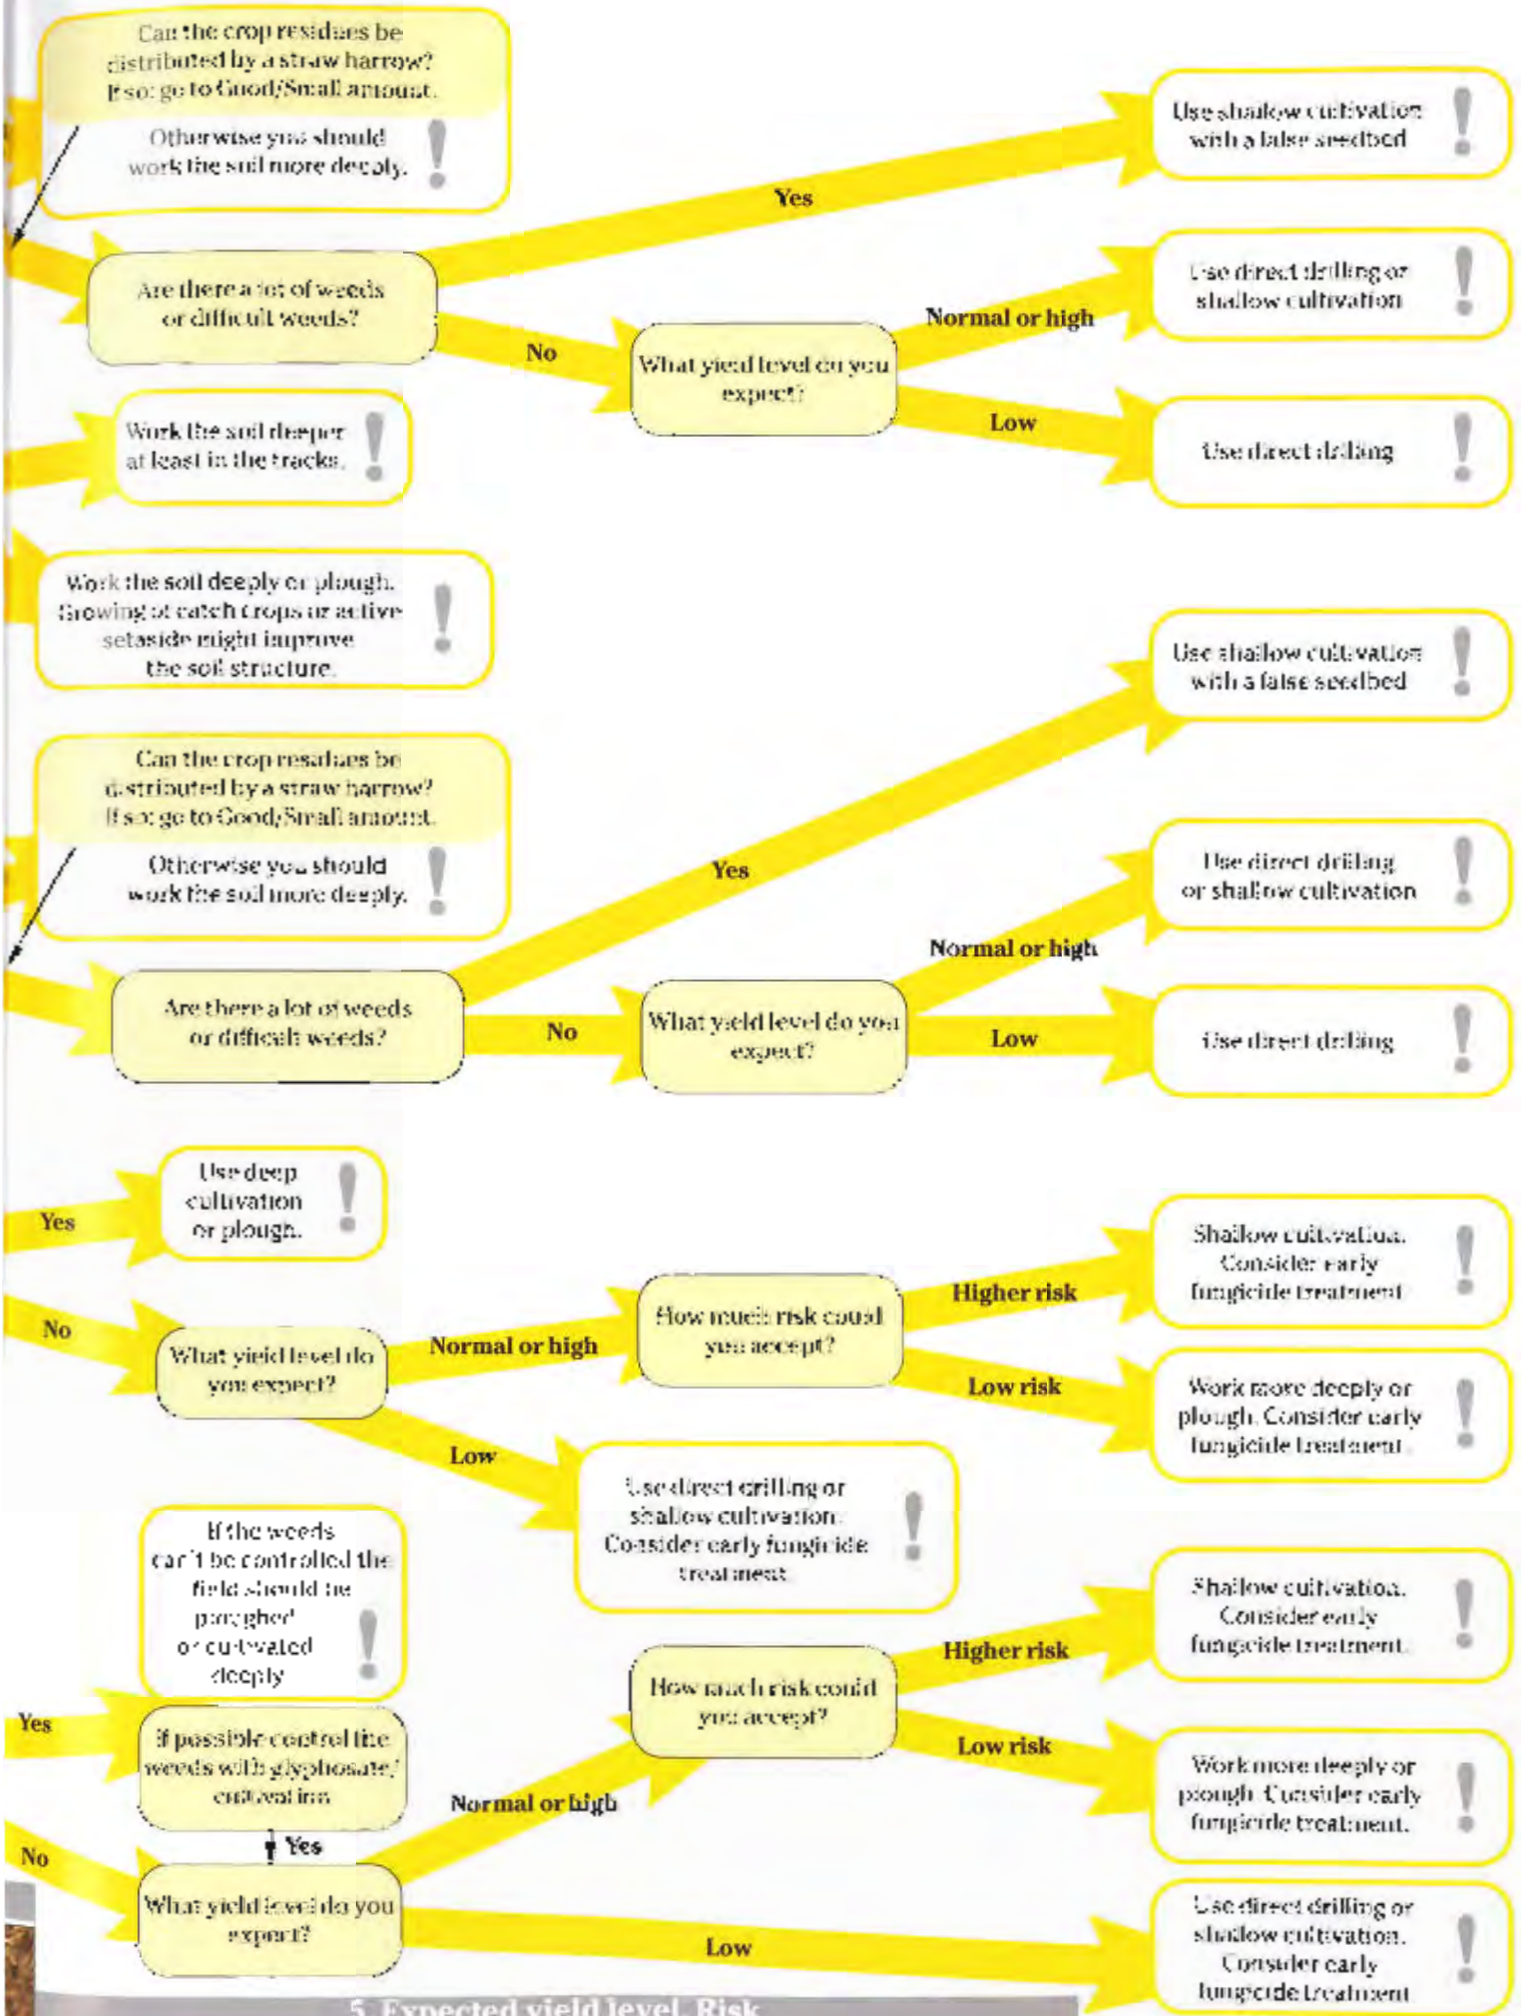 Can the crop residues be
distributed by a straw harrow?
If so: go to Good/Small amount.
Otherwise you should
work the soil more deeply.
!
Use shallow cultivation
with a false seedbed
!
Yes
Are there a lot of weeds
or difficult weeds?
Use direct drilling or
shallow cultivation
!
Normal or high
No
What yield level do you
expect?
Low
Use direct drilling
!
Work the soil deeper
at least in the tracks.
!
Work the soil deeply or plough.
Growing of catch crops or active
setaside might improve
the soil structure.
!
Use shallow cultivation
with a false seedbed
!
Can the crop residues be
distributed by a straw harrow?
If so: go to Good/Small amount.
Otherwise you should
work the soil more deeply.
!
Yes
Use direct drilling
or shallow cultivation
!
Normal or high
Are there a lot of weeds
or difficult weeds?
No
What yield level do you
expect?
Low
Use direct drilling
!
Yes
Use deep
cultivation
or plough.
!
Shallow cultivation.
Consider early
fungicide treatment
!
Higher risk
No
What yield level do
you expect?
Normal or high
How much risk could
you accept?
Low risk
Work more deeply or
plough. Consider early
fungicide treatment
!
Low
Use direct drilling or
shallow cultivation.
Consider early fungicide
treatment
!
If the weeds
can't be controlled the
field should be
ploughed
or cultivated
deeply
!
Shallow cultivation.
Consider early
fungicide treatment.
!
Higher risk
How much risk could
you accept?
Yes
If possible control the
weeds with glyphosate/
cultivation
Low risk
Work more deeply or
plough. Consider early
fungicide treatment.
!
Normal or high
Yes
No
What yield level do you
expect?
Low
Use direct drilling or
shallow cultivation.
Consider early
fungicide treatment
!
5. Expected yield level. Risk